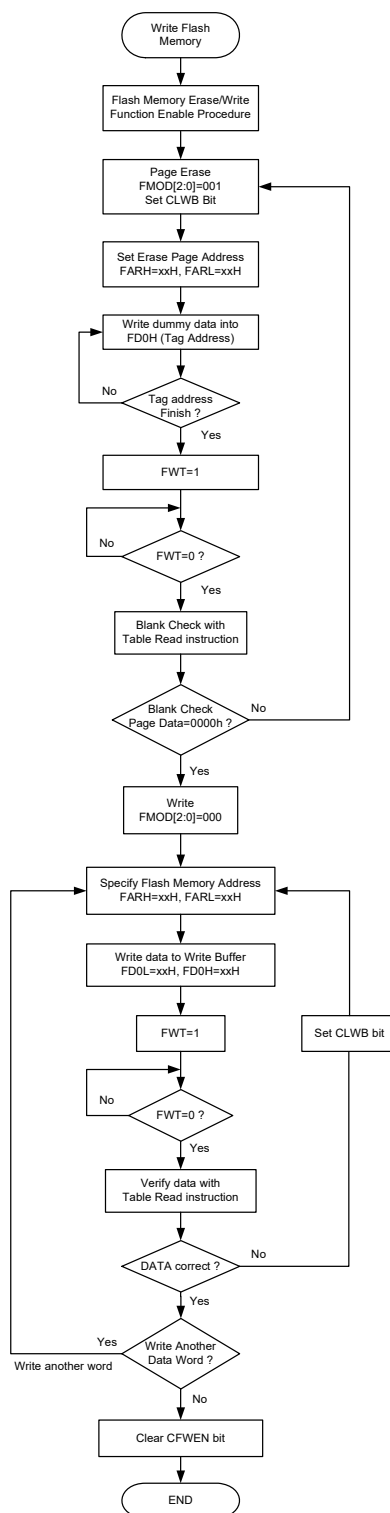 Write Flash
Memory
Flash Memory Erase/Write
Function Enable Procedure
Page Erase
FMOD[2:0]=001
Set CLWB Bit
Set Erase Page Address
FARH=xxH, FARL=xxH
Write dummy data into
FD0H (Tag Address)
No
Tag address
Finish ?
Yes
FWT=1
No
FWT=0 ?
Yes
Blank Check with
Table Read instruction
Blank Check
Page Data=0000h ?
No
Yes
Write
FMOD[2:0]=000
Specify Flash Memory Address
FARH=xxH, FARL=xxH
Write data to Write Buffer
FD0L=xxH, FD0H=xxH
FWT=1
Set CLWB bit
No
FWT=0 ?
Yes
Verify data with
Table Read instruction
DATA correct ?
No
Yes
Yes
Write another word
Write Another
Data Word ?
No
Clear CFWEN bit
END